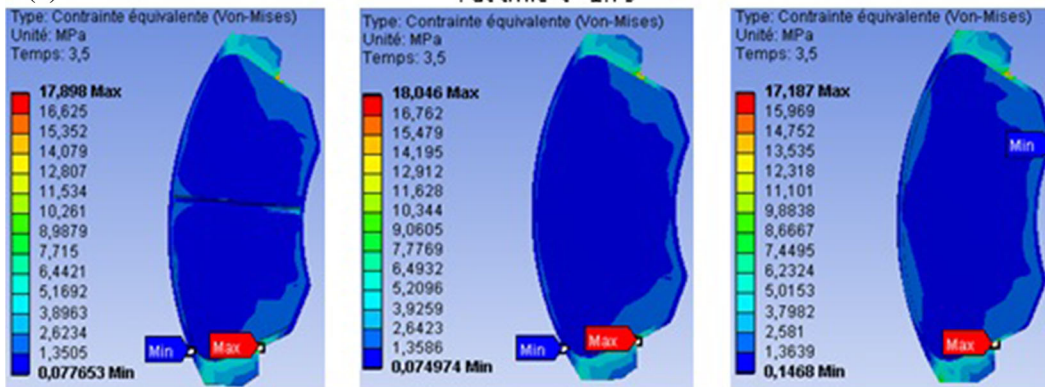 Type: Contrainte équivalente (Von-Mises)
Unité: MPa
Temps: 3,5
17,898 Max
16,625
15,352
14,079
12,807
11,534
10,261
8,9879
7,715
6,4421
5,1692
3,8963
2,6234
1,3505
0,077653 Min
Min
Max
Type: Contrainte équivalente (Von-Mises)
Unité: MPa
Temps: 3,5
18,046 Max
16,762
15,479
14,195
12,912
11,628
10,344
9,0605
7,7769
6,4932
5,2096
3,9259
2,6423
1,3586
0,074974 Min
Min
Max
Type: Contrainte équivalente (Von-Mises)
Unité: MPa
Temps: 3,5
17,187 Max
15,969
14,752
13,535
12,318
11,101
9,8838
8,6667
7,4495
6,2324
5,0153
3,7982
2,581
1,3639
0,1468 Min
Min
Max